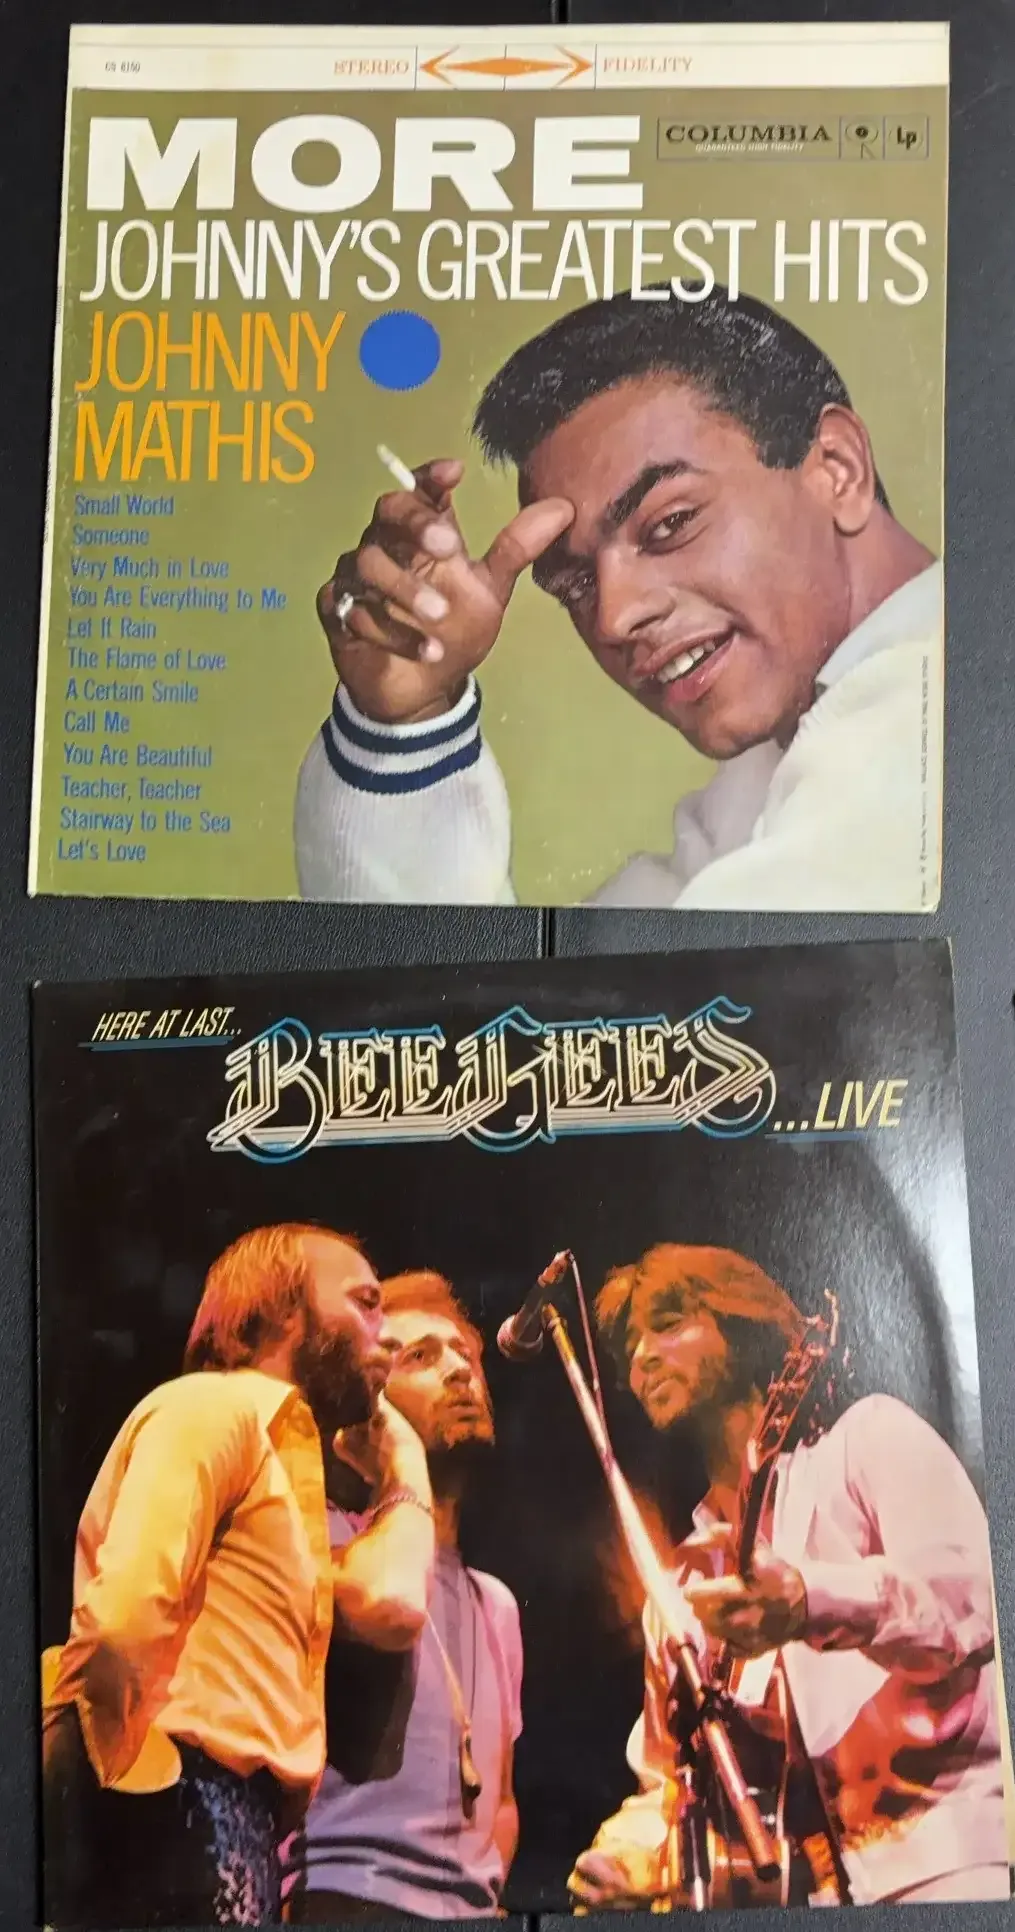 CS 8150
STEREO
FIDELITY
MORE
COLUMBIA
GUARANTEED HIGH FIDELITY
Lp
JOHNNY'S GREATEST HITS
JOHNNY
MATHIS
Small World
Someone
Very Much in Love
You Are Everything to Me
Let It Rain
The Flame of Love
A Certain Smile
Call Me
You Are Beautiful
Teacher, Teacher
Stairway to the Sea
Let's Love
HERE AT LAST...
BEE GEES
...LIVE